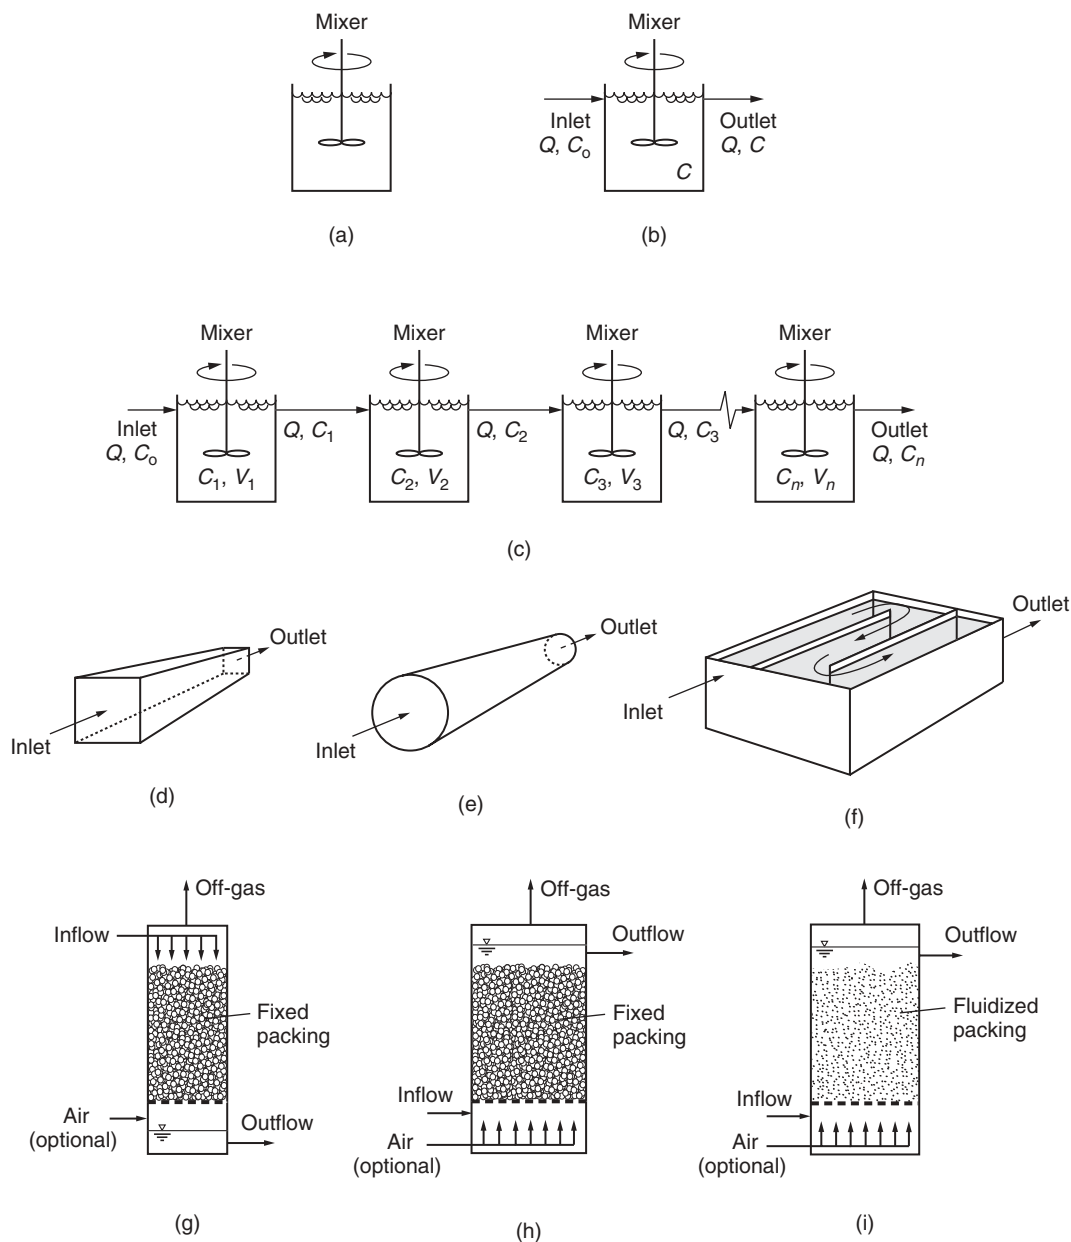 Mixer
Mixer
Inlet
Q, Co
Outlet
Q, C
C
(a)
(b)
Mixer
Mixer
Mixer
Mixer
Inlet
Q, Co
Q, C1
Q, C2
Q, C3
Outlet
Q, Cn
C1, V1
C2, V2
C3, V3
Cn, Vn
(c)
Outlet
Inlet
(d)
Outlet
Inlet
(e)
Outlet
Inlet
(f)
Off-gas
Inflow
Fixed
packing
Air
(optional)
Outflow
(g)
Off-gas
Outflow
Fixed
packing
Inflow
Air
(optional)
(h)
Off-gas
Outflow
Fluidized
packing
Inflow
Air
(optional)
(i)